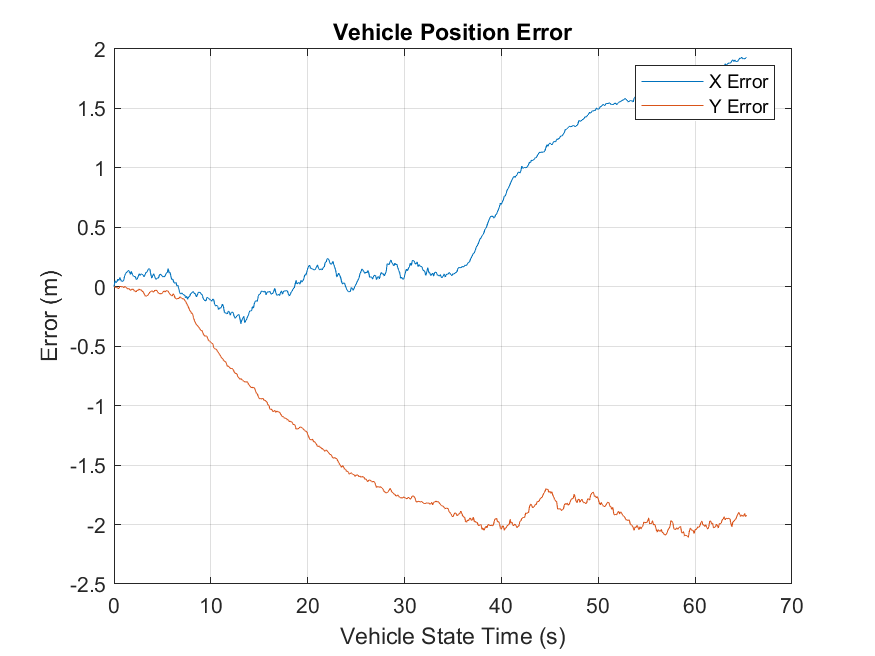 Vehicle Position Error
X Error
Y Error
2
1.5
1
0.5
0
-0.5
-1
-1.5
-2
-2.5
Error (m)
0 10 20 30 40 50 60 70
Vehicle State Time (s)